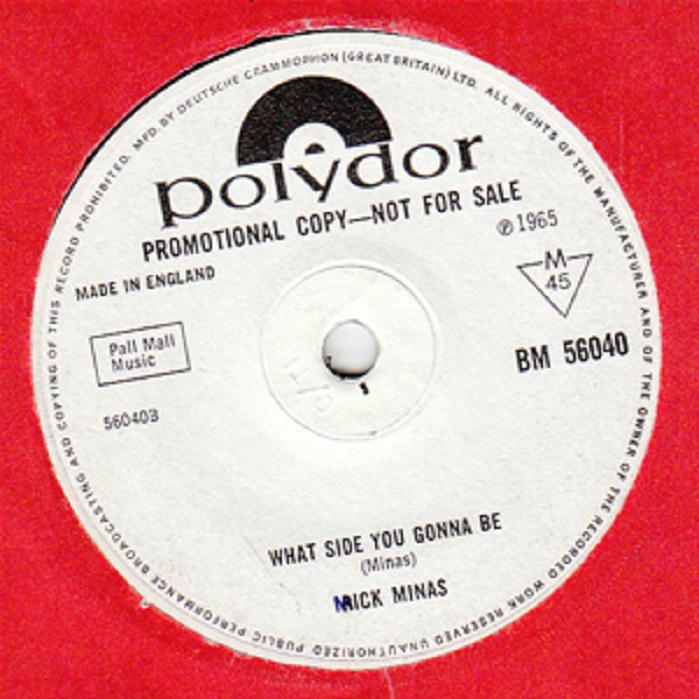 MFD. BY DEUTSCHE GRAMMOPHON (GREAT BRITAIN) LTD. ALL RIGHTS OF THE MANUFACTURER AND OF THE OWNER OF THE RECORDED WORK RESERVED UNAUTHORIZED PUBLIC PERFORMANCE BROADCASTING AND COPYING OF THIS RECORD PROHIBITED.
polydor
PROMOTIONAL COPY—NOT FOR SALE
℗ 1965
MADE IN ENGLAND
M
45
Pall Mall
Music
BM 56040
WHAT SIDE YOU GONNA BE
(Minas)
NICK MINAS